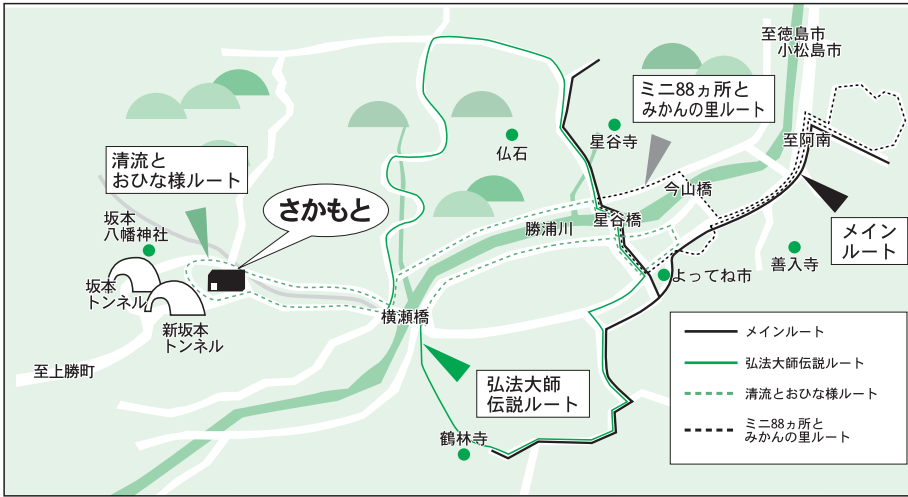 至徳島市
小松島市
ミニ88ヵ所と
みかんの里ルート
至阿南
星谷寺
仏石
清流と
おひな様ルート
今山橋
さかもと
坂本
八幡神社
星谷橋
勝浦川
メイン
ルート
善入寺
よってね市
坂本
トンネル
横瀬橋
新坂本
トンネル
至上勝町
弘法大師
伝説ルート
鶴林寺
メインルート
弘法大師伝説ルート
清流とおひな様ルート
ミニ88ヵ所と
みかんの里ルート